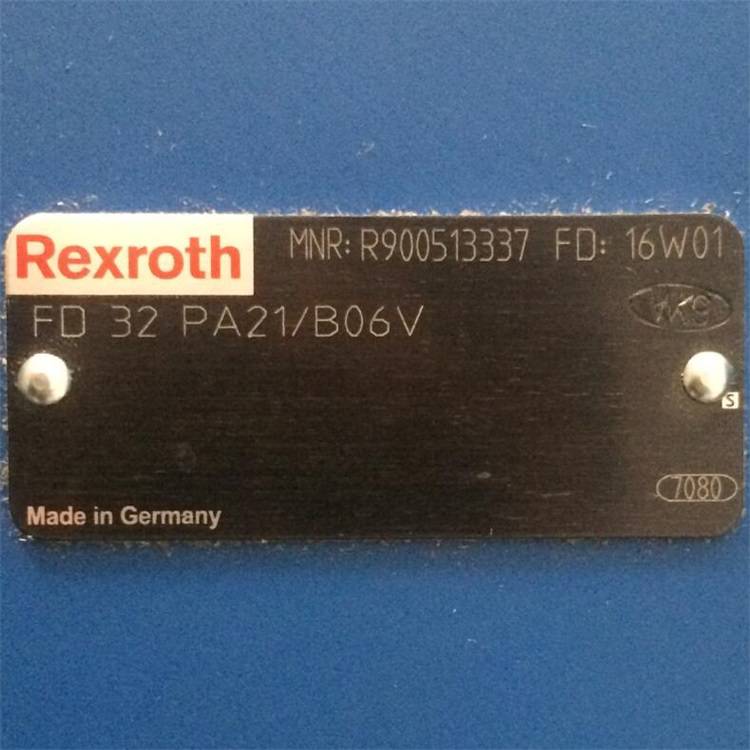 Rexroth MNR: R900513337 FD: 16W01
FD 32 PA21/B06V
S
7080
Made in Germany